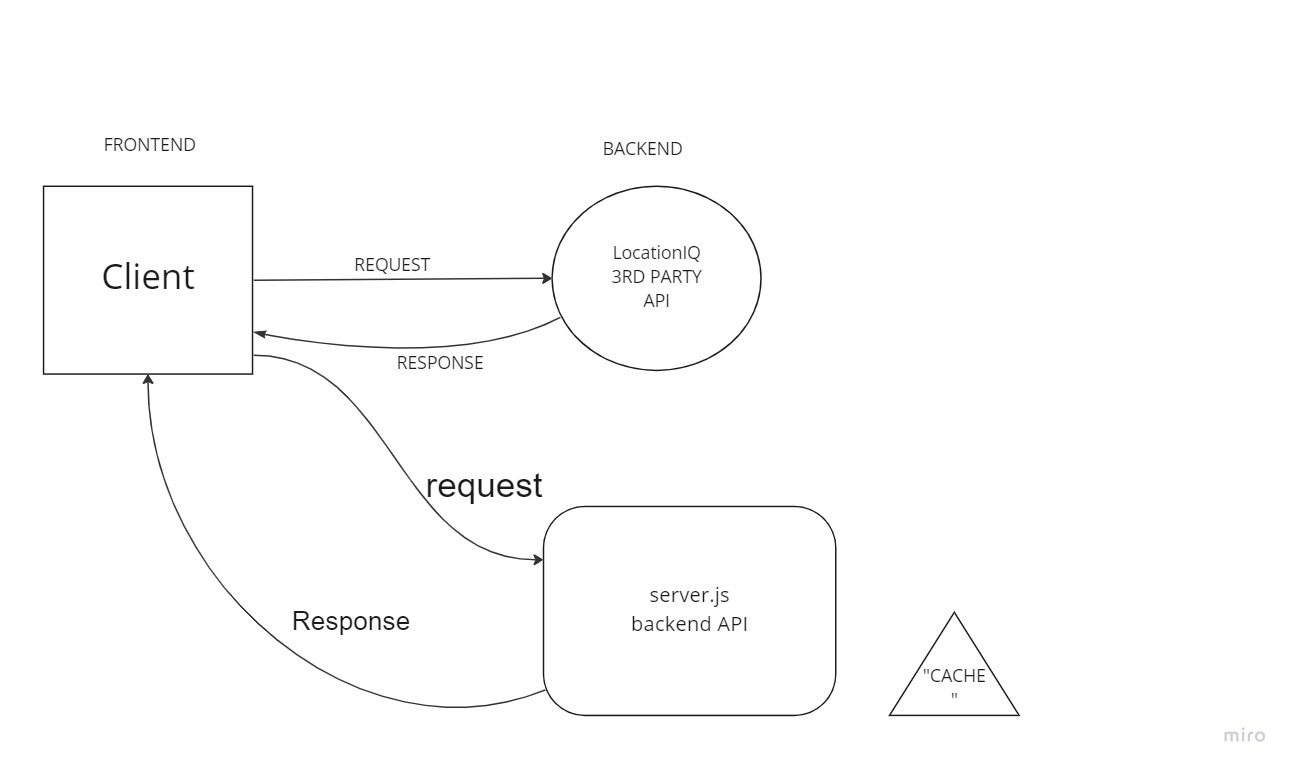 FRONTEND
BACKEND
Client
REQUEST
LocationIQ
3RD PARTY
API
RESPONSE
request
server.js
backend API
Response
"CACHE
"
miro